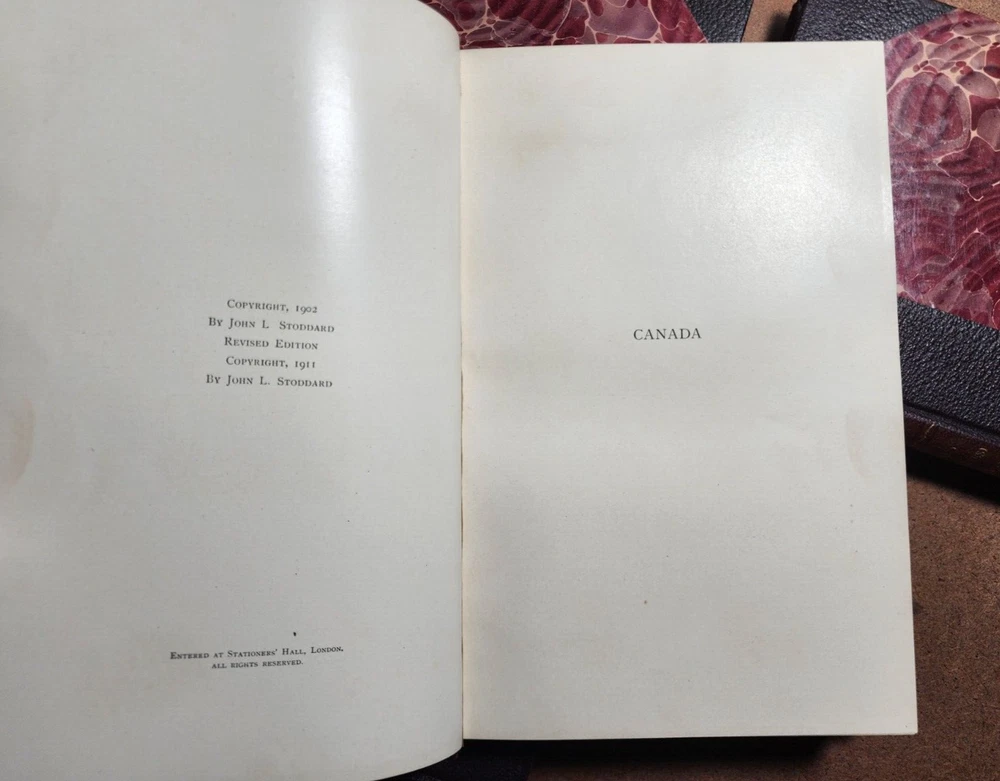 Copyright, 1902
By John L Stoddard
Revised Edition
Copyright, 1911
By John L. Stoddard
Entered at Stationers' Hall, London.
all rights reserved.
CANADA